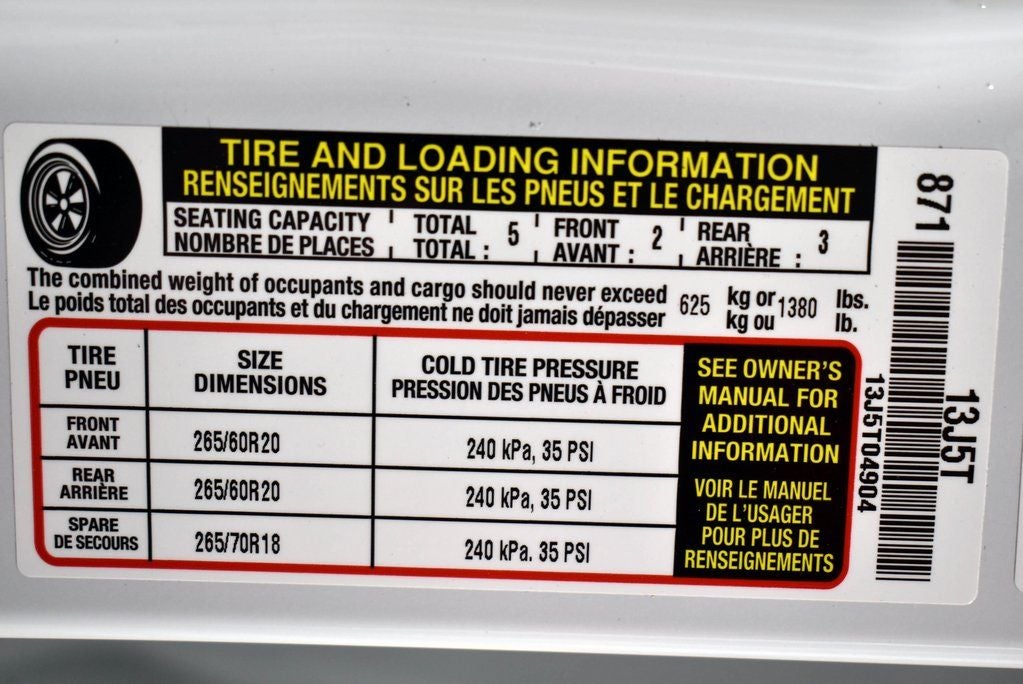 TIRE AND LOADING INFORMATION
RENSEIGNEMENTS SUR LES PNEUS ET LE CHARGEMENT
SEATING CAPACITY TOTAL 5 FRONT 2 REAR 3
NOMBRE DE PLACES TOTAL : AVANT : ARRIÈRE :
The combined weight of occupants and cargo should never exceed 625 kg or 1380 lbs.
Le poids total des occupants et du chargement ne doit jamais dépasser kg ou lb.
TIRE SIZE COLD TIRE PRESSURE
PNEU DIMENSIONS PRESSION DES PNEUS À FROID
FRONT
AVANT 265/60R20 240 kPa, 35 PSI
REAR
ARRIÈRE 265/60R20 240 kPa, 35 PSI
SPARE
DE SECOURS 265/70R18 240 kPa. 35 PSI
SEE OWNER'S
MANUAL FOR
ADDITIONAL
INFORMATION
VOIR LE MANUEL
DE L'USAGER
POUR PLUS DE
RENSEIGNEMENTS
871
13J5T04904
13J5T